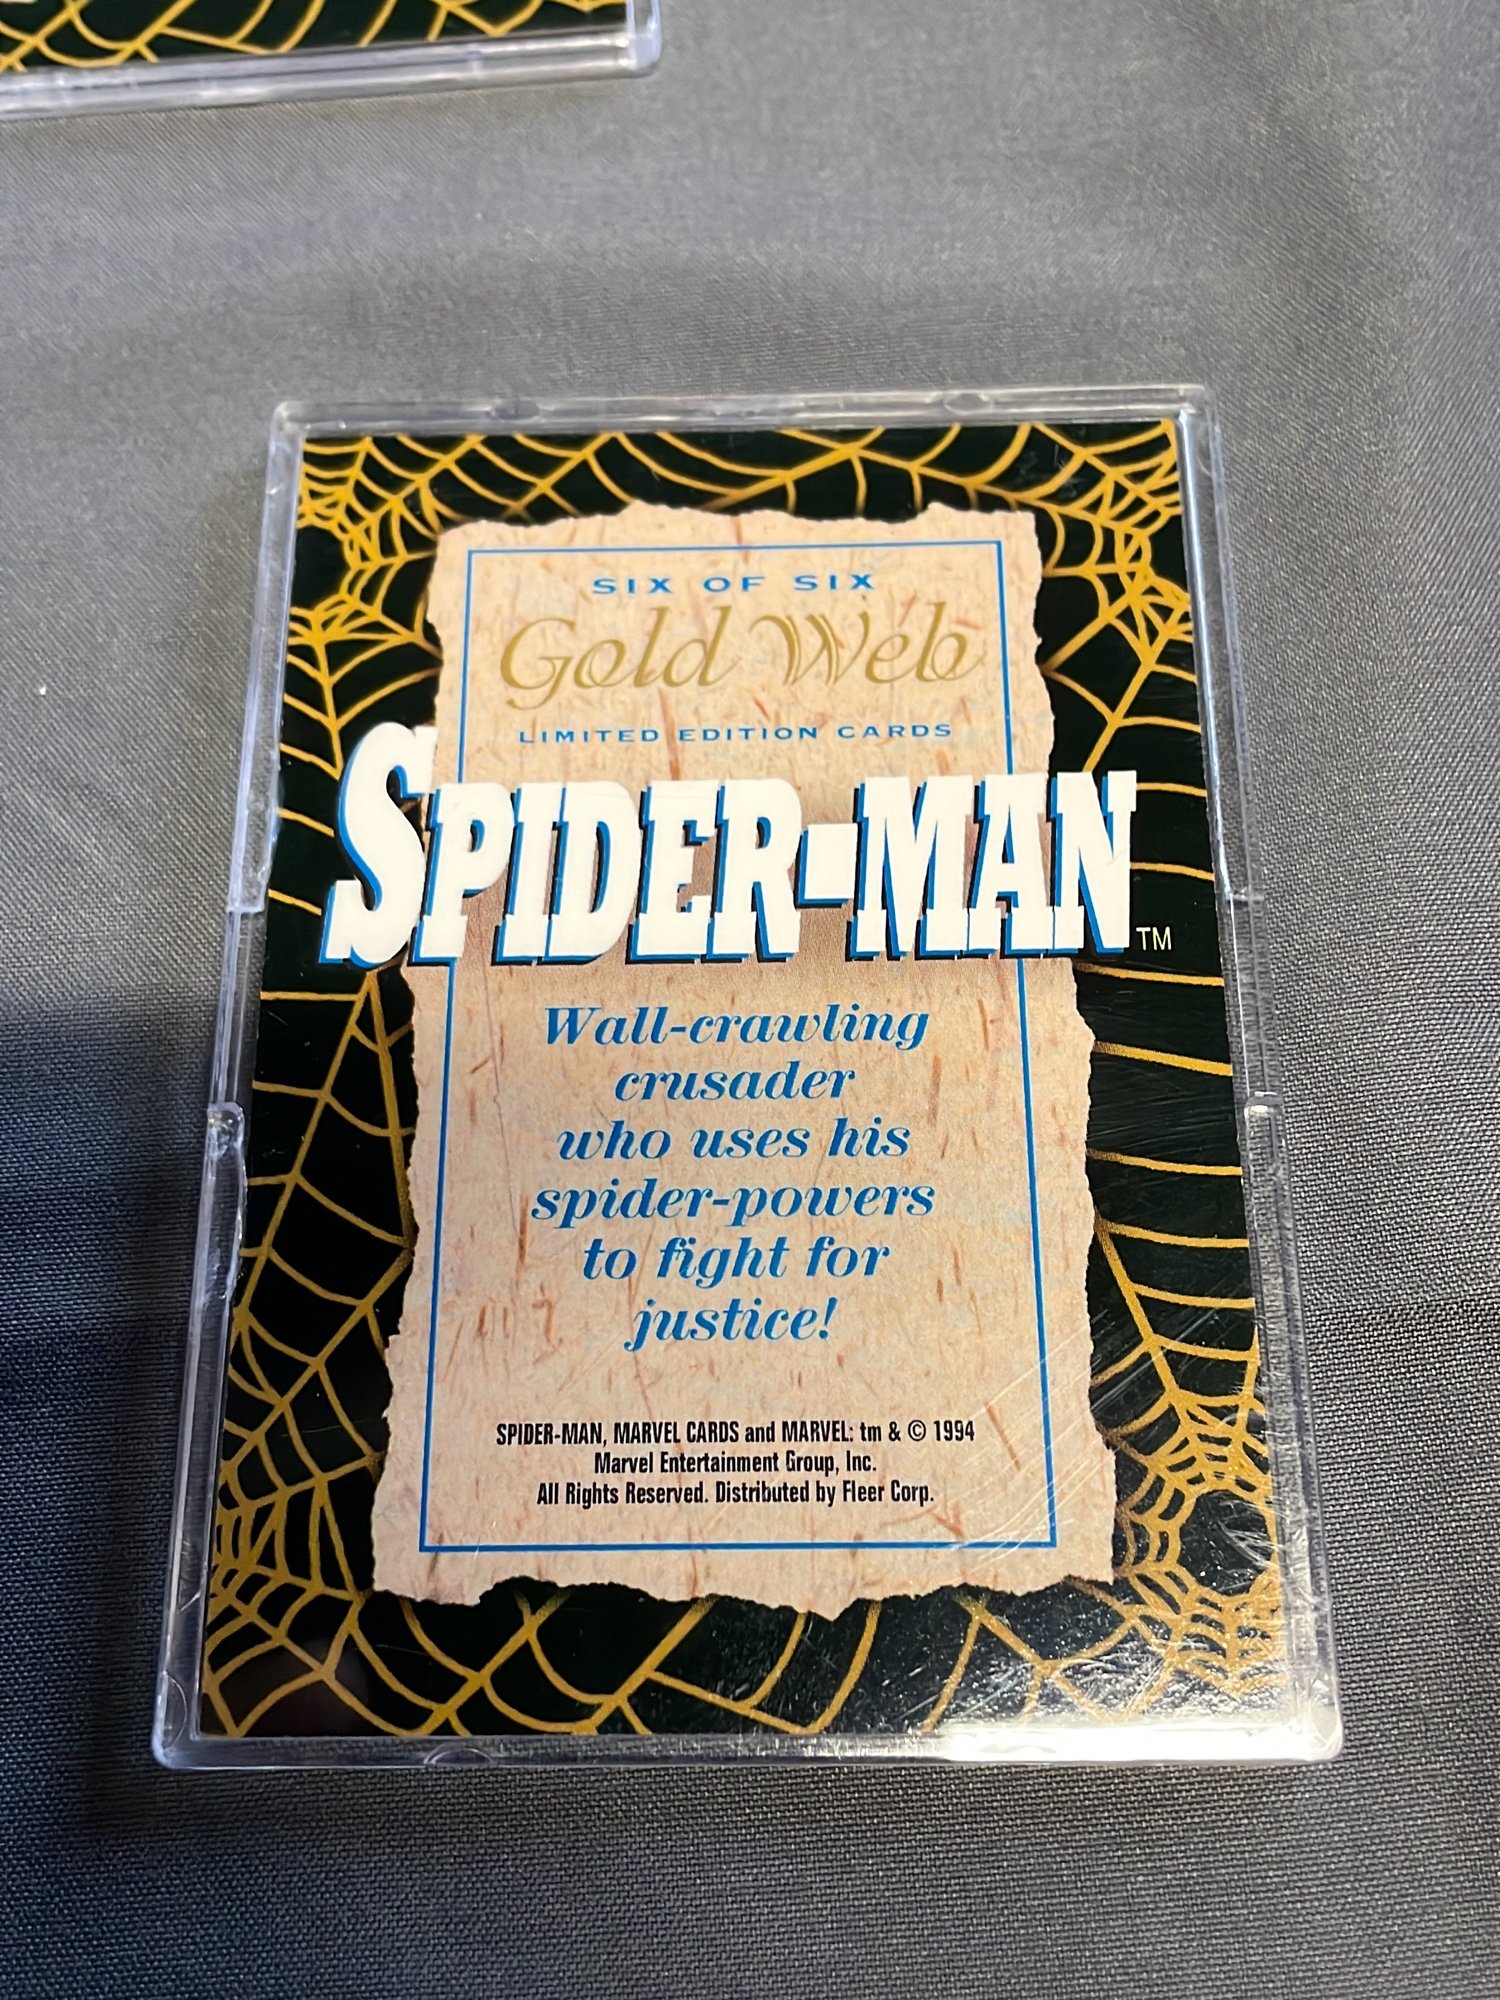 SIX OF SIX
Gold Web
LIMITED EDITION CARDS
SPIDER-MAN TM
Wall-crawling
crusader
who uses his
spider-powers
to fight for
justice!
SPIDER-MAN, MARVEL CARDS and MARVEL: tm & © 1994
Marvel Entertainment Group, Inc.
All Rights Reserved. Distributed by Fleer Corp.